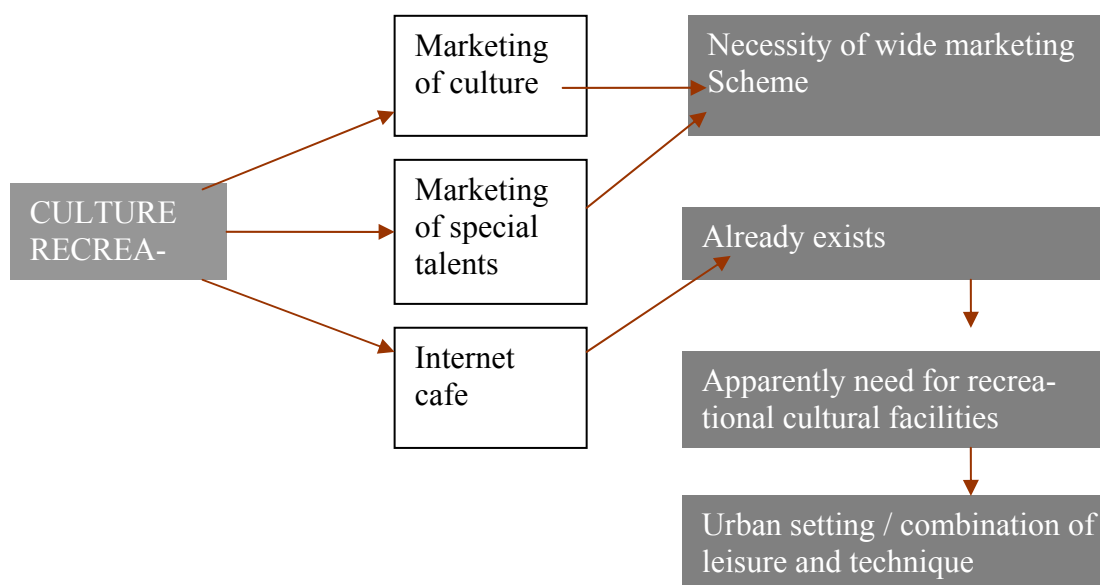 CULTURE
RECREA-
Marketing
of culture
Marketing
of special
talents
Internet
cafe
Necessity of wide marketing
Scheme
Already exists
Apparently need for recrea-
tional cultural facilities
Urban setting / combination of
leisure and technique